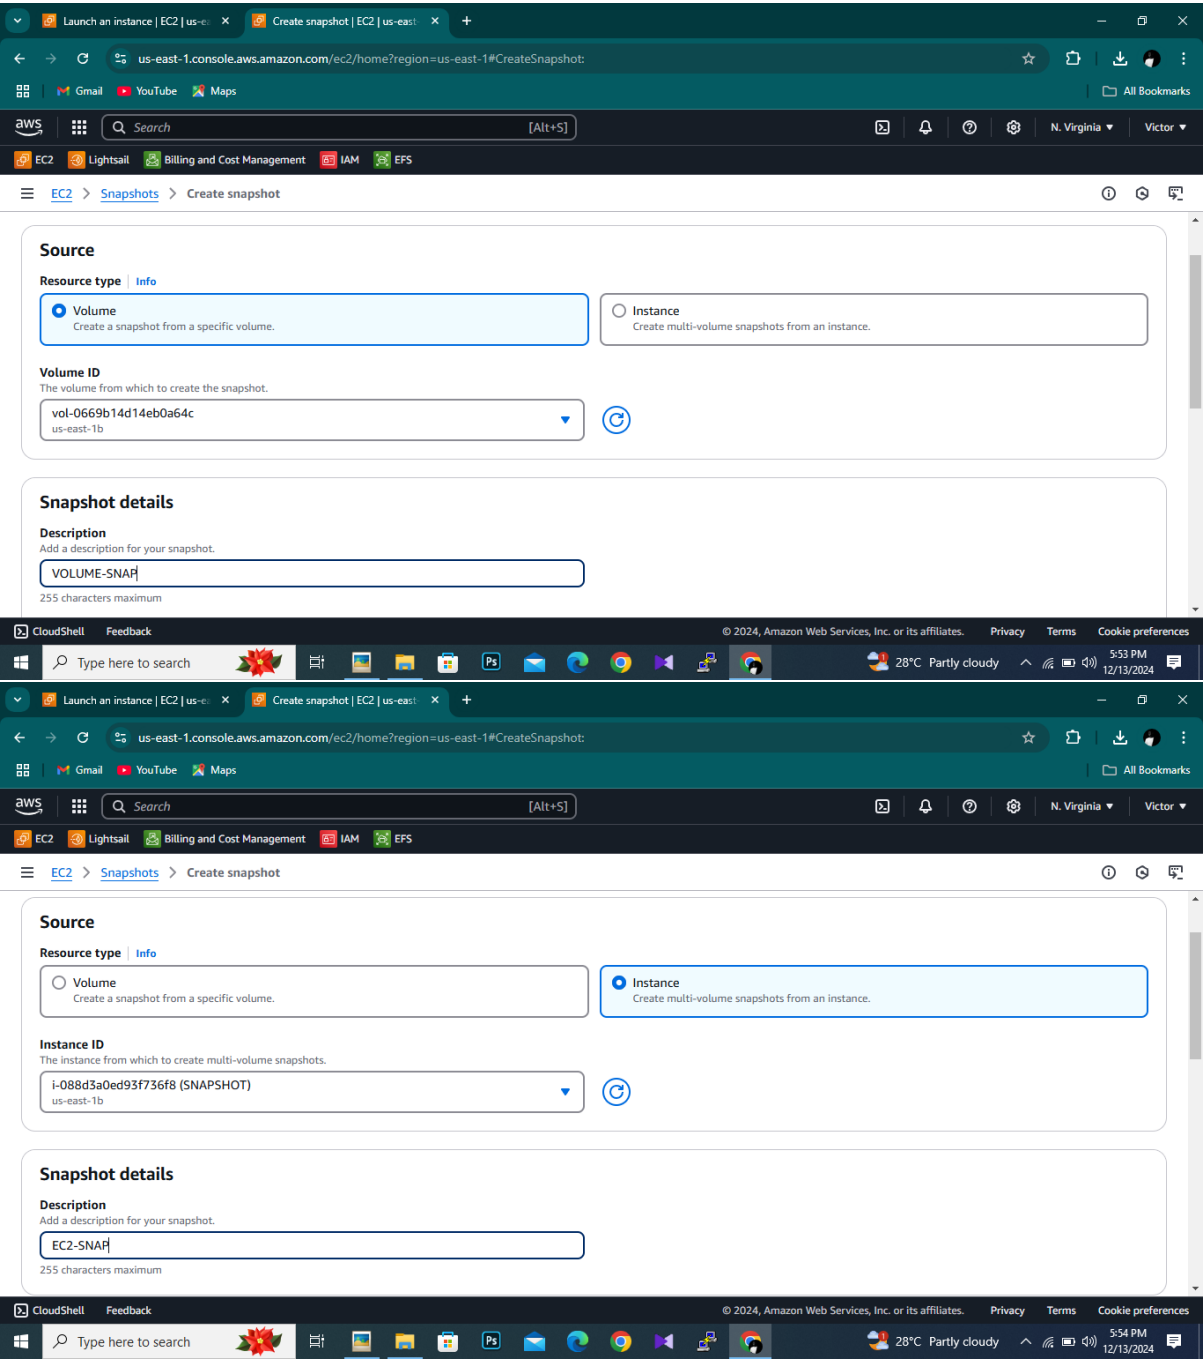 Launch an instance | EC2 | us-ea
Create snapshot | EC2 | us-east
us-east-1.console.aws.amazon.com/ec2/home?region=us-east-1#CreateSnapshot:
Gmail YouTube Maps All Bookmarks
aws Search [Alt+S] N. Virginia Victor
EC2 Lightsail Billing and Cost Management IAM EFS
EC2 > Snapshots > Create snapshot
Source
Resource type | Info
Volume
Create a snapshot from a specific volume.
Instance
Create multi-volume snapshots from an instance.
Volume ID
The volume from which to create the snapshot.
vol-0669b14d14eb0a64c
us-east-1b
Snapshot details
Description
Add a description for your snapshot.
VOLUME-SNAP
255 characters maximum
CloudShell Feedback © 2024, Amazon Web Services, Inc. or its affiliates. Privacy Terms Cookie preferences
Type here to search Ps 1 28°C Partly cloudy 5:53 PM
12/13/2024
Launch an instance | EC2 | us-ea
Create snapshot | EC2 | us-east
us-east-1.console.aws.amazon.com/ec2/home?region=us-east-1#CreateSnapshot:
Gmail YouTube Maps All Bookmarks
aws Search [Alt+S] N. Virginia Victor
EC2 Lightsail Billing and Cost Management IAM EFS
EC2 > Snapshots > Create snapshot
Source
Resource type | Info
Volume
Create a snapshot from a specific volume.
Instance
Create multi-volume snapshots from an instance.
Instance ID
The instance from which to create multi-volume snapshots.
i-088d3a0ed93f736f8 (SNAPSHOT)
us-east-1b
Snapshot details
Description
Add a description for your snapshot.
EC2-SNAP
255 characters maximum
CloudShell Feedback © 2024, Amazon Web Services, Inc. or its affiliates. Privacy Terms Cookie preferences
Type here to search Ps 1 28°C Partly cloudy 5:54 PM
12/13/2024